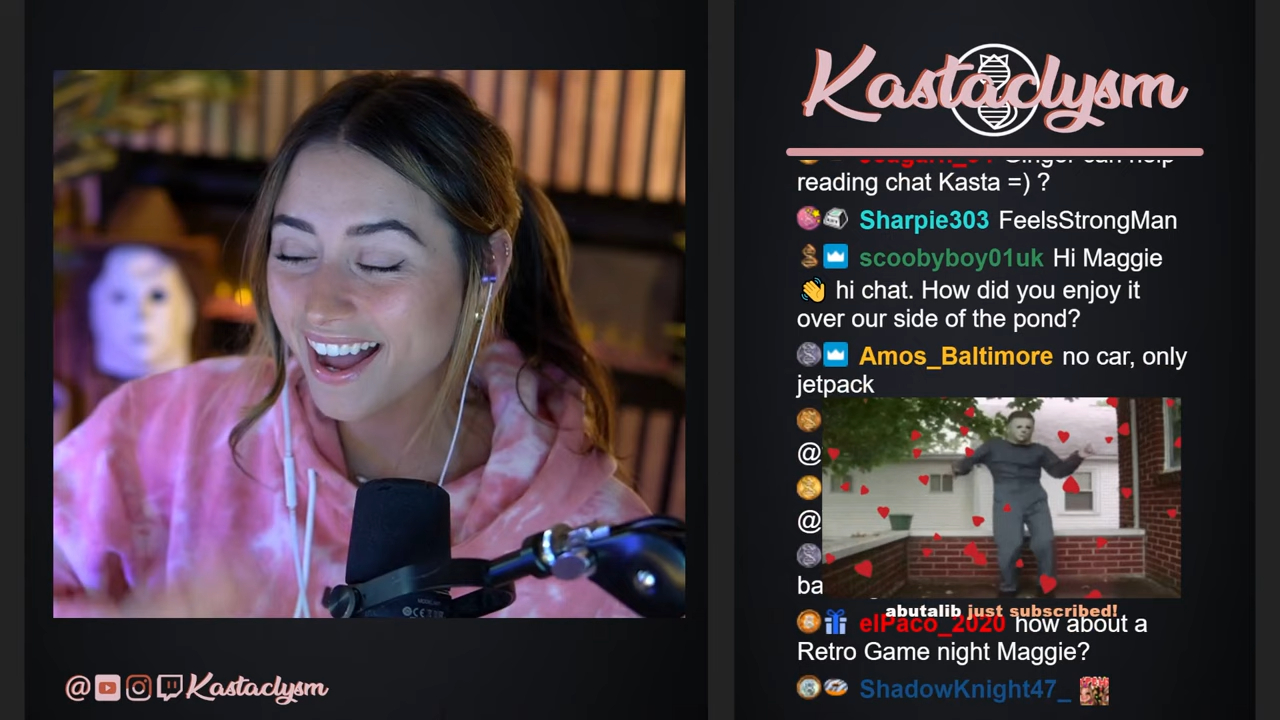 Kastaclysm
reading chat Kasta =) ?
Sharpie303 FeelsStrongMan
scoobyboy01uk Hi Maggie
hi chat. How did you enjoy it
over our side of the pond?
Amos_Baltimore no car, only
jetpack
@
@
ba
abutalib just subscribed!
elPaco_2020 how about a
Retro Game night Maggie?
ShadowKnight47_
@ Kastaclysm